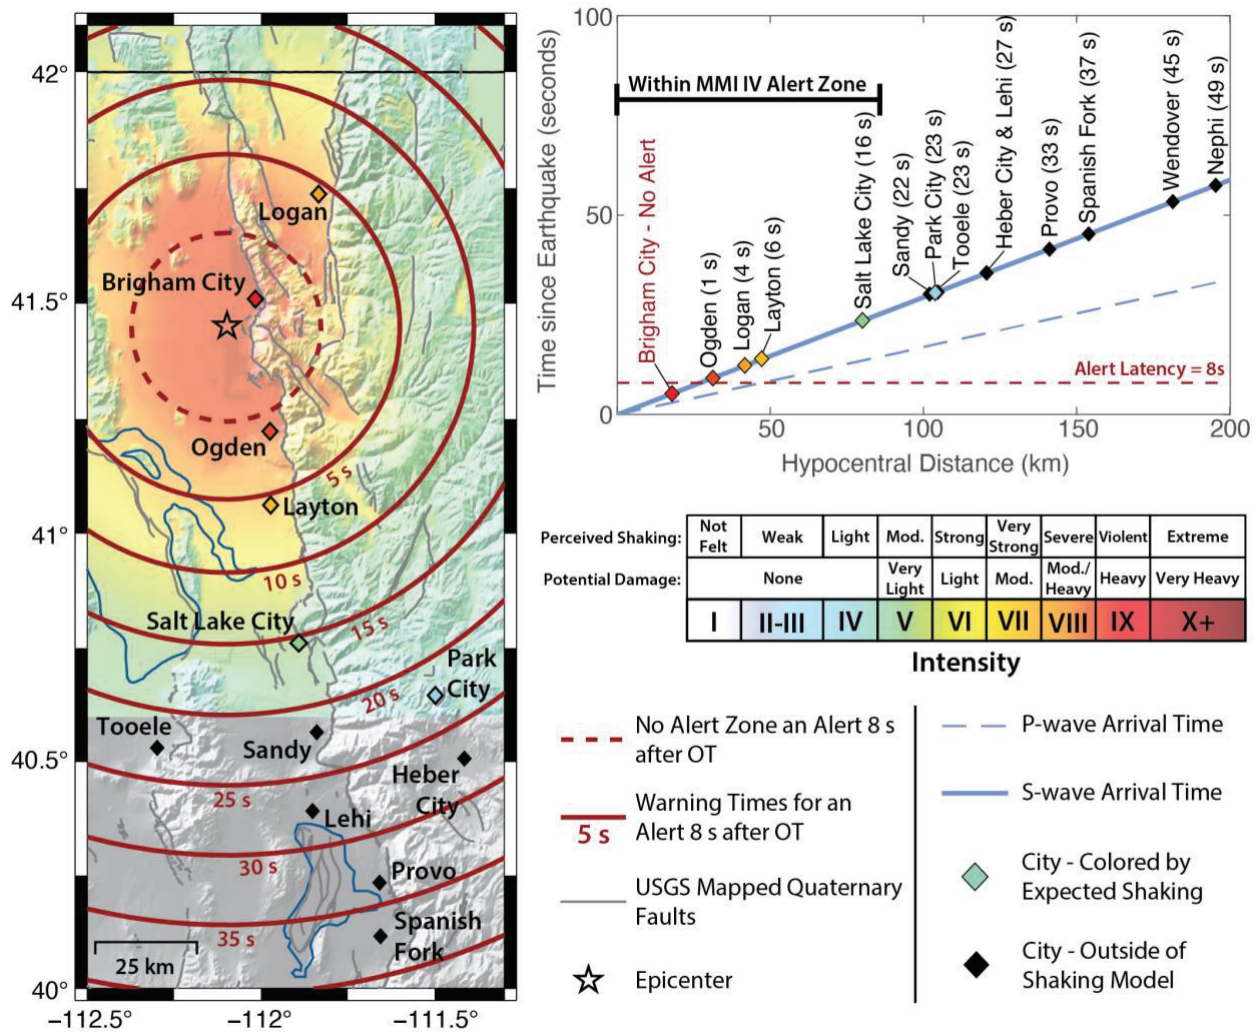 42°
41.5°
41°
40.5°
40°
−112.5°
−112°
−111.5°
Logan
Brigham City
Ogden
5 s
Layton
10 s
Salt Lake City
15 s
Park
City
20 s
Tooele
Sandy
Heber
City
25 s
Lehi
30 s
Provo
Spanish
Fork
35 s
25 km
Time since Earthquake (seconds)
100
50
0
Within MMI IV Alert Zone
Brigham City - No Alert
Ogden (1 s)
Logan (4 s)
Layton (6 s)
Salt Lake City (16 s)
Sandy (22 s)
Park City (23 s)
Tooele (23 s)
Heber City & Lehi (27 s)
Provo (33 s)
Spanish Fork (37 s)
Wendover (45 s)
Nephi (49 s)
Alert Latency = 8s
50
100
150
200
Hypocentral Distance (km)
Perceived Shaking:
Not
Felt
Weak
Light
Mod.
Strong
Very
Strong
Severe
Violent
Extreme
Potential Damage:
None
Very
Light
Light
Mod.
Mod./
Heavy
Heavy
Very Heavy
I
II-III
IV
V
VI
VII
VIII
IX
X+
Intensity
No Alert Zone an Alert 8 s
after OT
5 s
Warning Times for an
Alert 8 s after OT
USGS Mapped Quaternary
Faults
Epicenter
P-wave Arrival Time
S-wave Arrival Time
City - Colored by
Expected Shaking
City - Outside of
Shaking Model